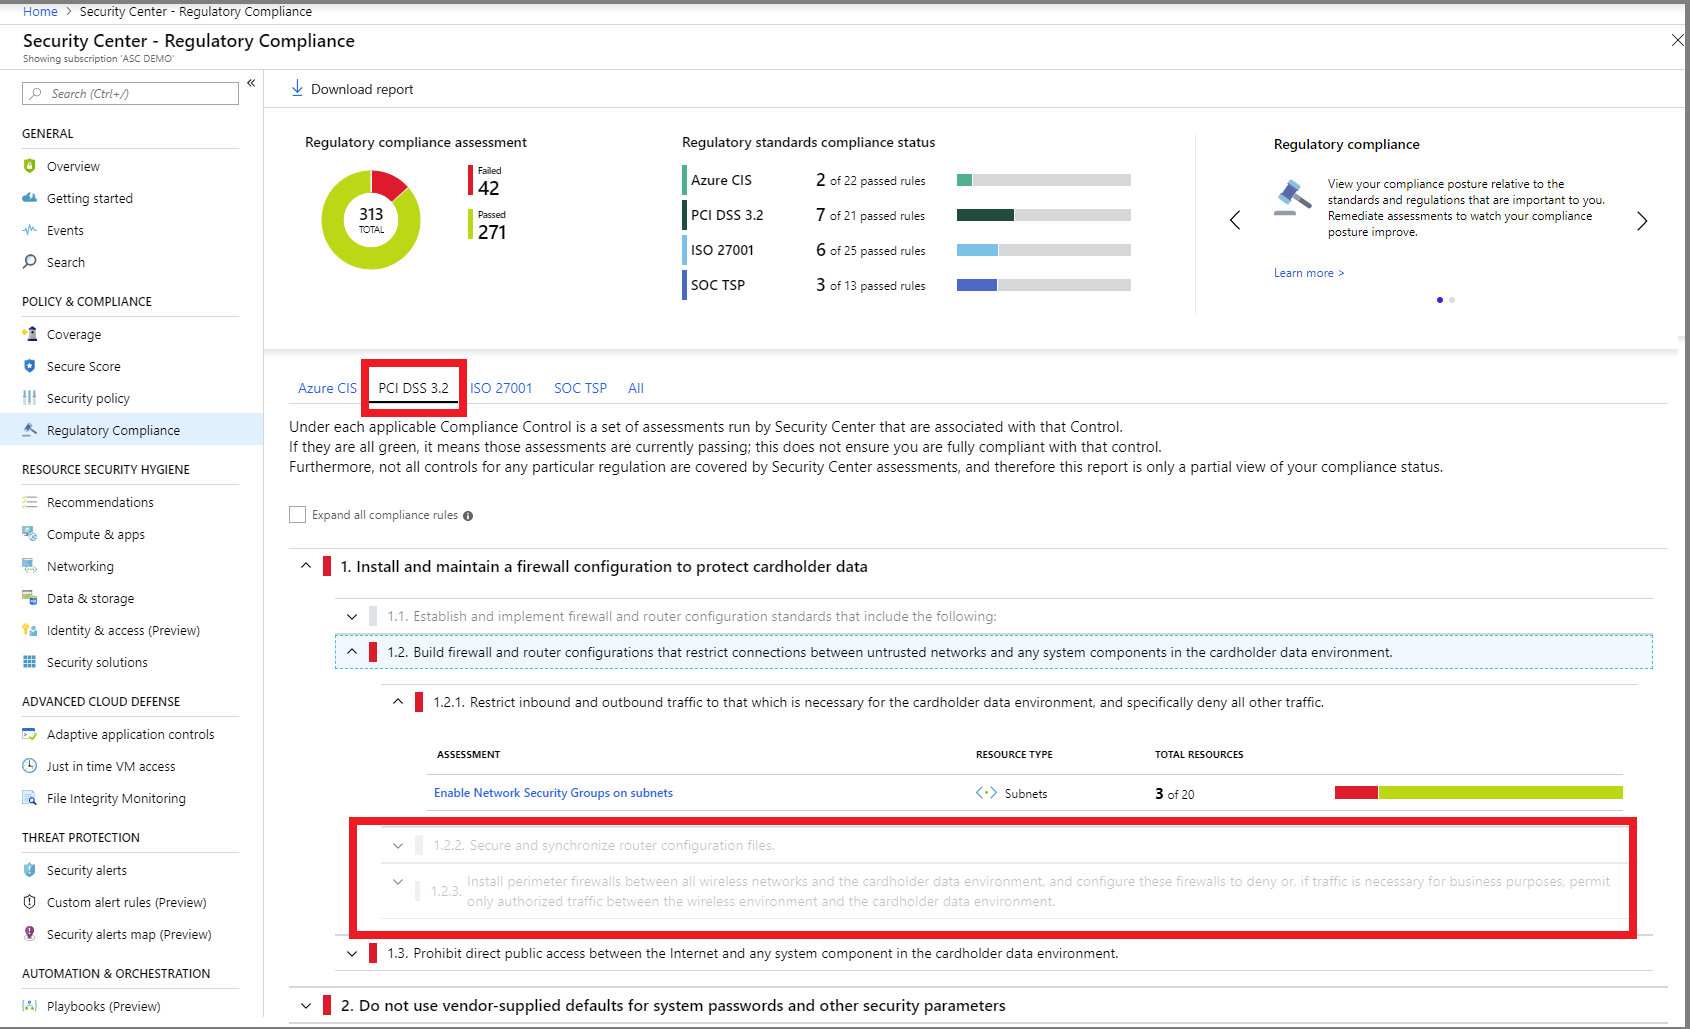 Home > Security Center - Regulatory Compliance
Security Center - Regulatory Compliance
Showing subscription 'ASC DEMO'
Search (Ctrl+/)
«
GENERAL
Overview
Getting started
Events
Search
POLICY & COMPLIANCE
Coverage
Secure Score
Security policy
Regulatory Compliance
RESOURCE SECURITY HYGIENE
Recommendations
Compute & apps
Networking
Data & storage
Identity & access (Preview)
Security solutions
ADVANCED CLOUD DEFENSE
Adaptive application controls
Just in time VM access
File Integrity Monitoring
THREAT PROTECTION
Security alerts
Custom alert rules (Preview)
Security alerts map (Preview)
AUTOMATION & ORCHESTRATION
Playbooks (Preview)
Download report
Regulatory compliance assessment
313
TOTAL
Failed
42
Passed
271
Regulatory standards compliance status
Azure CIS 2 of 22 passed rules
PCI DSS 3.2 7 of 21 passed rules
ISO 27001 6 of 25 passed rules
SOC TSP 3 of 13 passed rules
Regulatory compliance
View your compliance posture relative to the
standards and regulations that are important to you.
Remediate assessments to watch your compliance
posture improve.
Learn more >
Azure CIS PCI DSS 3.2 ISO 27001 SOC TSP All
Under each applicable Compliance Control is a set of assessments run by Security Center that are associated with that Control.
If they are all green, it means those assessments are currently passing; this does not ensure you are fully compliant with that control.
Furthermore, not all controls for any particular regulation are covered by Security Center assessments, and therefore this report is only a partial view of your compliance status.
Expand all compliance rules
1. Install and maintain a firewall configuration to protect cardholder data
1.1. Establish and implement firewall and router configuration standards that include the following:
1.2. Build firewall and router configurations that restrict connections between untrusted networks and any system components in the cardholder data environment.
1.2.1. Restrict inbound and outbound traffic to that which is necessary for the cardholder data environment, and specifically deny all other traffic.
ASSESSMENT RESOURCE TYPE TOTAL RESOURCES
Enable Network Security Groups on subnets Subnets 3 of 20
1.2.2. Secure and synchronize router configuration files.
1.2.3. Install perimeter firewalls between all wireless networks and the cardholder data environment, and configure these firewalls to deny or, if traffic is necessary for business purposes, permit
only authorized traffic between the wireless environment and the cardholder data environment.
1.3. Prohibit direct public access between the Internet and any system component in the cardholder data environment.
2. Do not use vendor-supplied defaults for system passwords and other security parameters